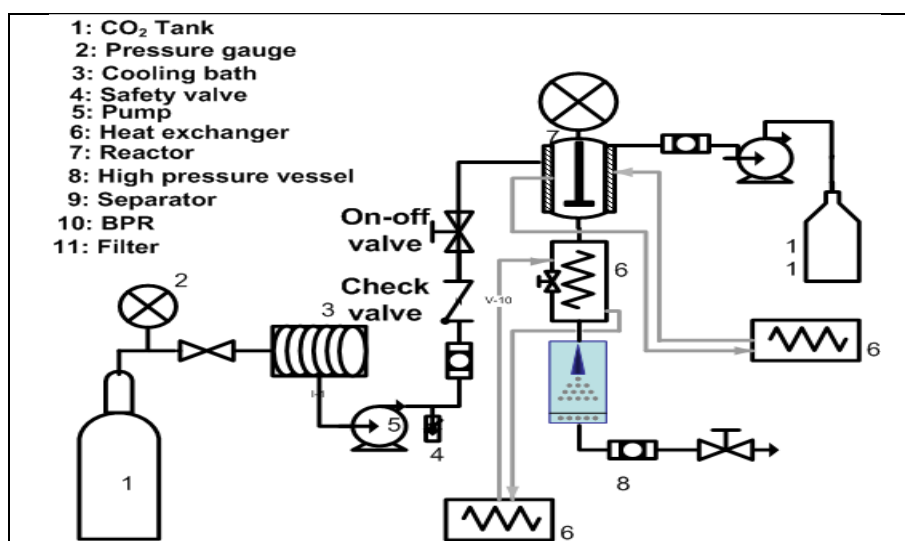 1: CO₂ Tank
2: Pressure gauge
3: Cooling bath
4: Safety valve
5: Pump
6: Heat exchanger
7: Reactor
8: High pressure vessel
9: Separator
10: BPR
11: Filter
On-off
valve
Check
valve
7
1
1
2
3
6
V-10
6
5
4
1
8
6